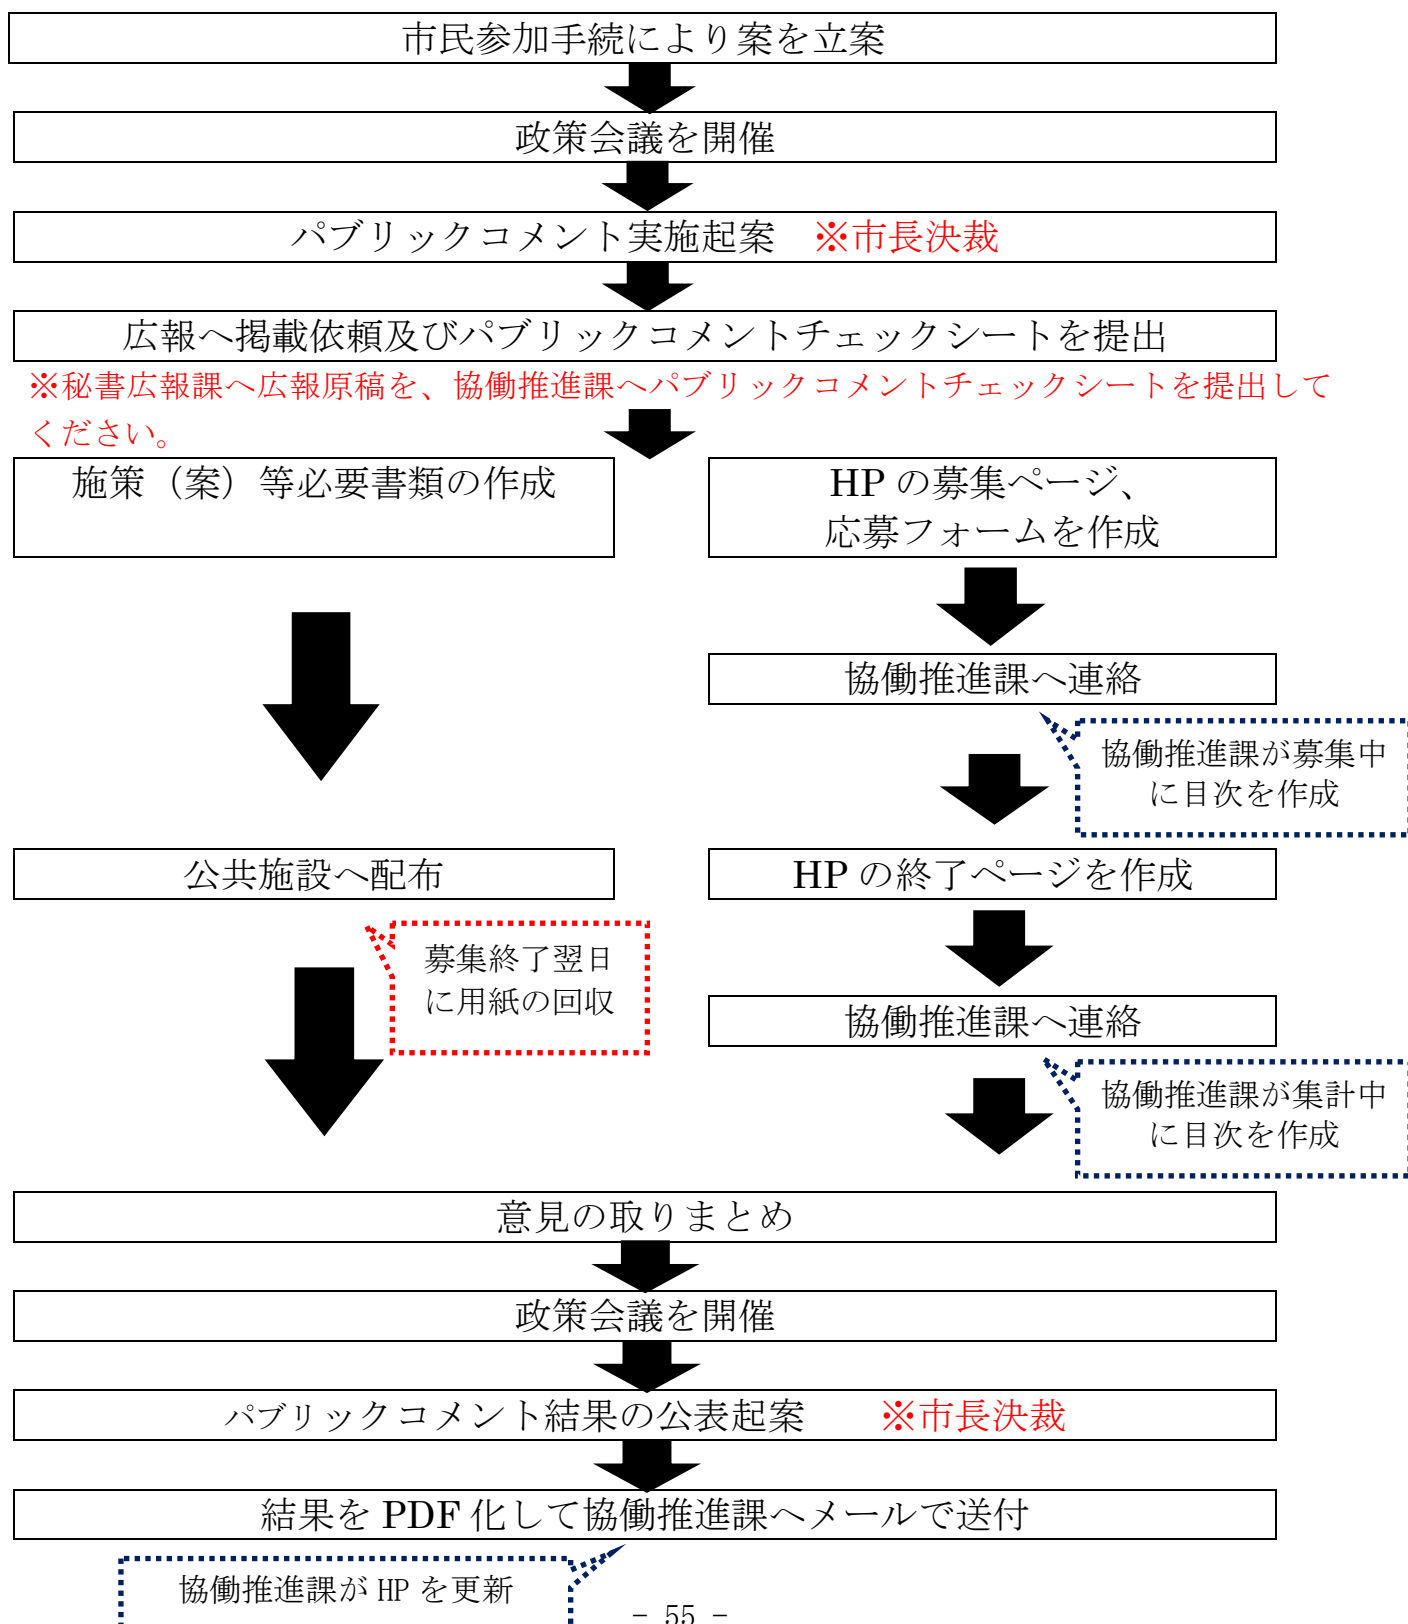 市民参加手続により案を立案
政策会議を開催
パブリックコメント実施起案　※市長決裁
広報へ掲載依頼及びパブリックコメントチェックシートを提出
※秘書広報課へ広報原稿を、協働推進課へパブリックコメントチェックシートを提出して
ください。
施策（案）等必要書類の作成
HP の募集ページ、
応募フォームを作成
協働推進課へ連絡
協働推進課が募集中
に目次を作成
公共施設へ配布
HP の終了ページを作成
募集終了翌日
に用紙の回収
協働推進課へ連絡
協働推進課が集計中
に目次を作成
意見の取りまとめ
政策会議を開催
パブリックコメント結果の公表起案　　※市長決裁
結果を PDF 化して協働推進課へメールで送付
協働推進課が HP を更新
- 55 -